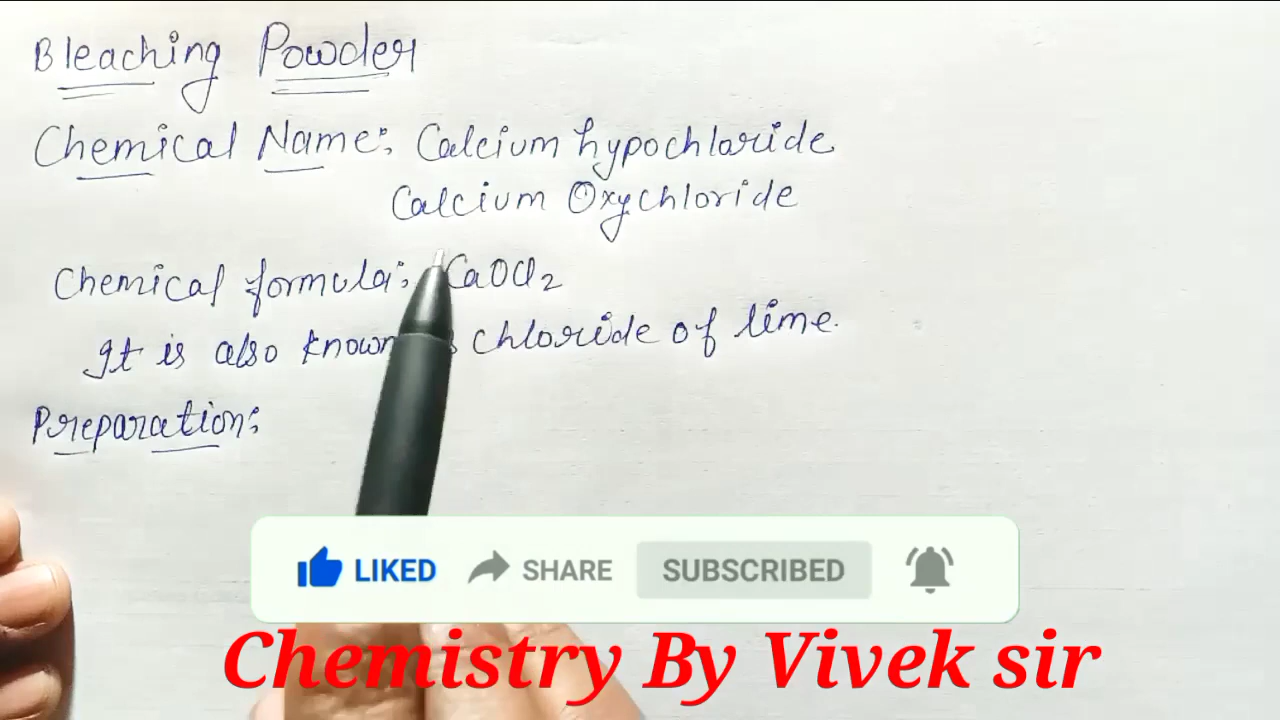 Bleaching Powder
Chemical Name: Calcium hypochloride
Calcium Oxychloride
Chemical formula: CaOCl2
It is also known chloride of lime.
Preparation:
LIKED SHARE SUBSCRIBED
Chemistry By Vivek sir